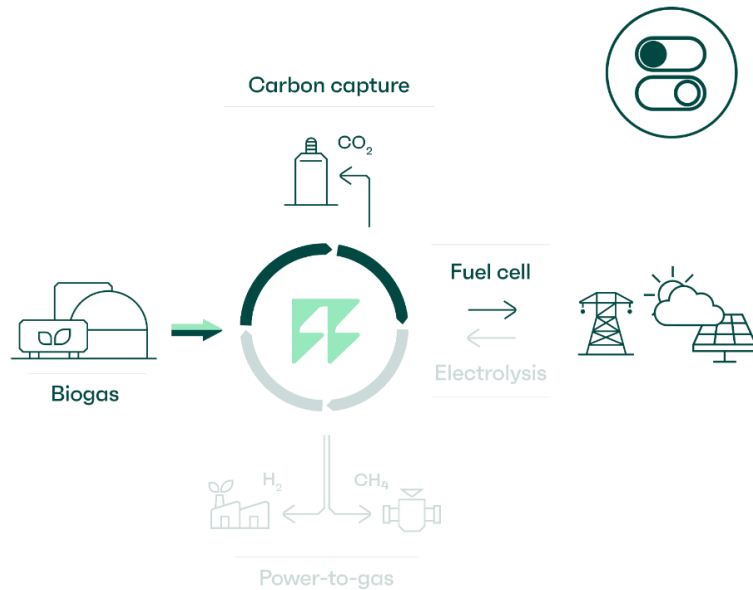 Carbon capture
CO₂
Fuel cell
Electrolysis
Biogas
H₂
CH₄
Power-to-gas